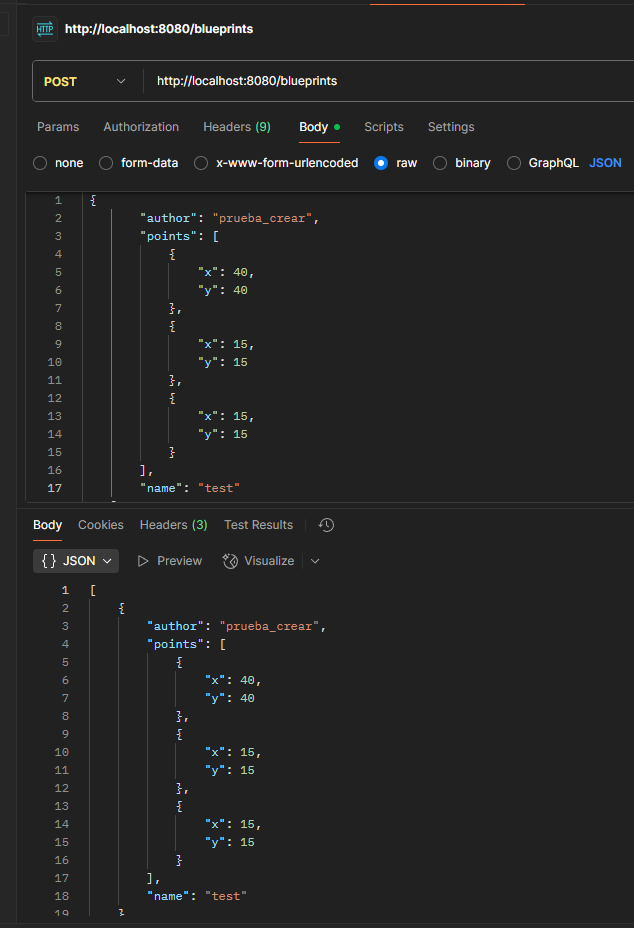 HTTP http://localhost:8080/blueprints
POST http://localhost:8080/blueprints
Params Authorization Headers (9) Body Scripts Settings
none form-data x-www-form-urlencoded raw binary GraphQL JSON
1 {
2 "author": "prueba_crear",
3 "points": [
4 {
5 "x": 40,
6 "y": 40
7 },
8 {
9 "x": 15,
10 "y": 15
11 },
12 {
13 "x": 15,
14 "y": 15
15 }
16 ],
17 "name": "test"
Body Cookies Headers (3) Test Results
{} JSON Preview Visualize
1 [
2 {
3 "author": "prueba_crear",
4 "points": [
5 {
6 "x": 40,
7 "y": 40
8 },
9 {
10 "x": 15,
11 "y": 15
12 },
13 {
14 "x": 15,
15 "y": 15
16 }
17 ],
18 "name": "test"
19 }